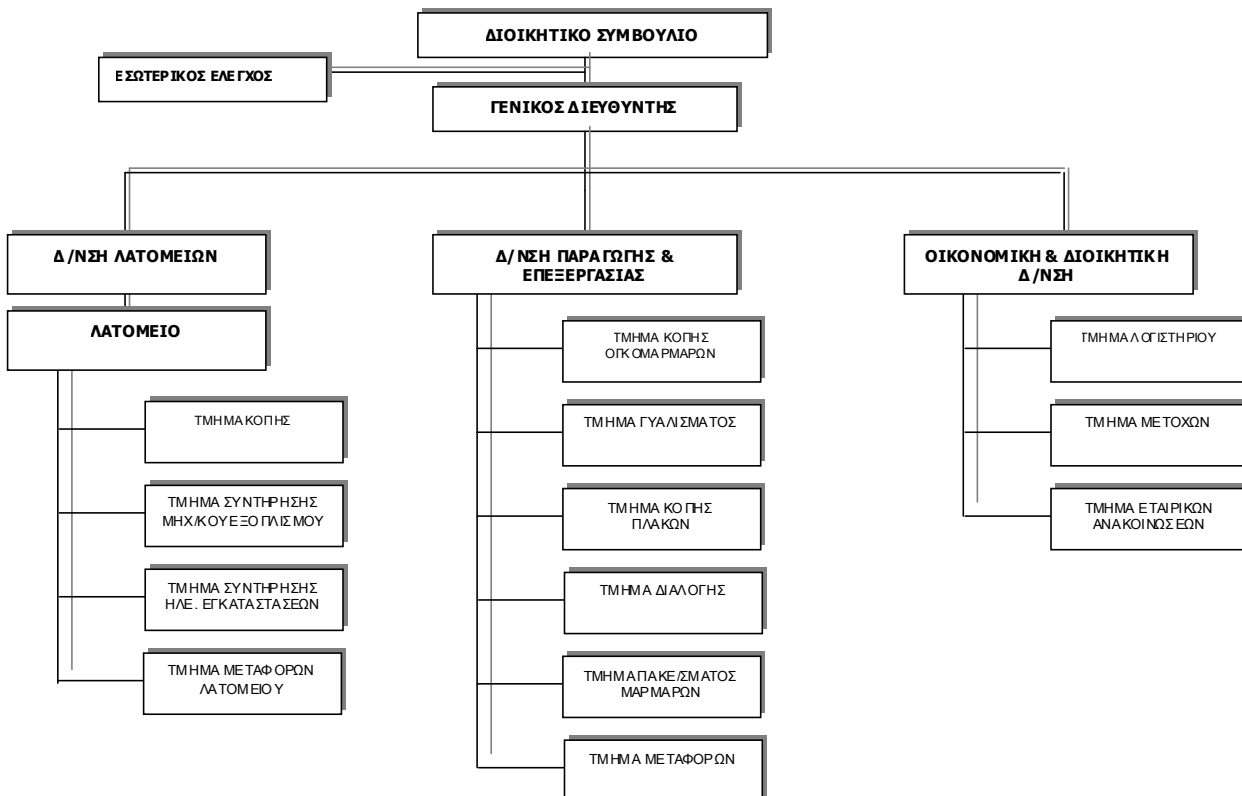 ΔΙΟΙΚΗΤΙΚΟ ΣΥΜΒΟΥΛΙΟ
ΕΣΩΤΕΡΙΚΟΣ ΕΛΕΓΧΟΣ
ΓΕΝΙΚΟΣ ΔΙΕΥΘΥΝΤΗΣ
Δ/ΝΣΗ ΛΑΤΟΜΕΙΩΝ
ΛΑΤΟΜΕΙΟ
ΤΜΗΜΑ ΚΟΠΗΣ
ΤΜΗΜΑ ΣΥΝΤΗΡΗΣΗΣ
ΜΗΧ/ΚΟΥ ΕΞΟΠΛΙΣΜΟΥ
ΤΜΗΜΑ ΣΥΝΤΗΡΗΣΗΣ
ΗΛΕ. ΕΓΚΑΤΑΣΤΑΣΕΩΝ
ΤΜΗΜΑ ΜΕΤΑΦΟΡΩΝ
ΛΑΤΟΜΕΙΟΥ
Δ/ΝΣΗ ΠΑΡΑΓΩΓΗΣ &
ΕΠΕΞΕΡΓΑΣΙΑΣ
ΤΜΗΜΑ ΚΟΠΗΣ
ΟΓΚΟΜΑΡΜΑΡΩΝ
ΤΜΗΜΑ ΓΥΑΛΙΣΜΑΤΟΣ
ΤΜΗΜΑ ΚΟΠΗΣ
ΠΛΑΚΩΝ
ΤΜΗΜΑ ΔΙΑΛΟΓΗΣ
ΤΜΗΜΑ ΠΑΚΕ/ΣΜΑΤΟΣ
ΜΑΡΜΑΡΩΝ
ΤΜΗΜΑ ΜΕΤΑΦΟΡΩΝ
ΟΙΚΟΝΟΜΙΚΗ & ΔΙΟΙΚΗΤΙΚΗ
Δ/ΝΣΗ
ΤΜΗΜΑ ΛΟΓΙΣΤΗΡΙΟΥ
ΤΜΗΜΑ ΜΕΤΟΧΩΝ
ΤΜΗΜΑ ΕΤΑΙΡΙΚΩΝ
ΑΝΑΚΟΙΝΩΣΕΩΝ